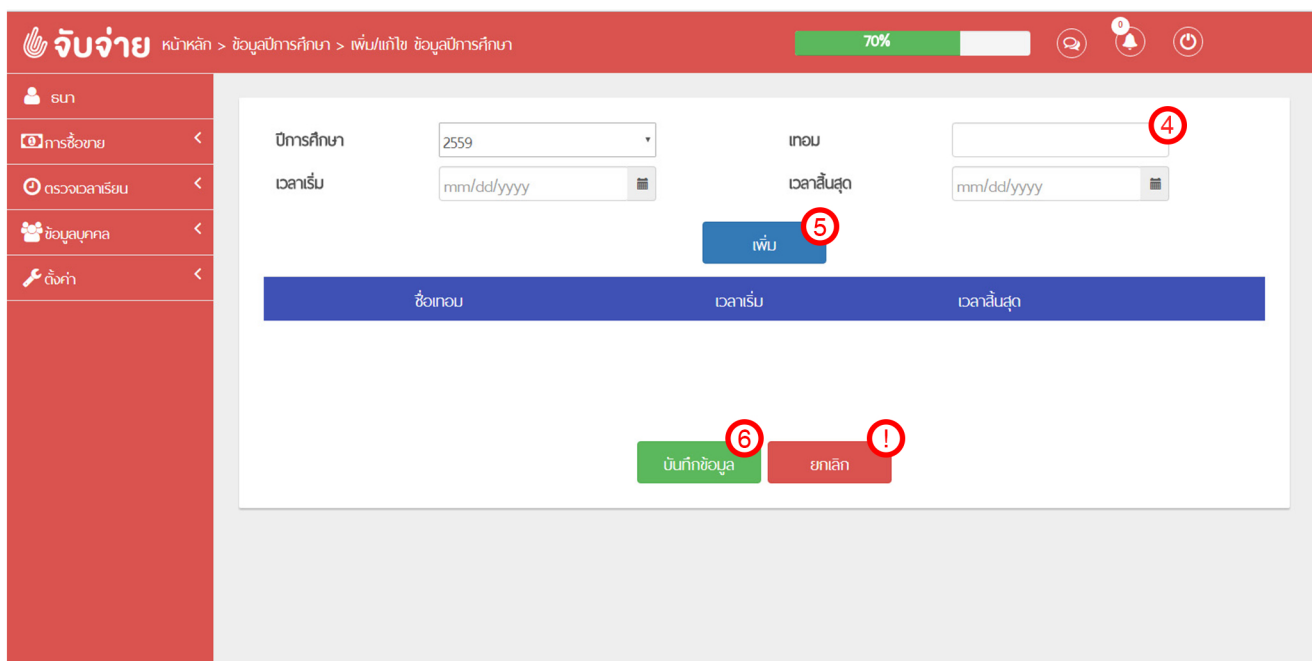 จับจ่าย หน้าหลัก > ข้อมูลปีการศึกษา > เพิ่ม/แก้ไข ข้อมูลปีการศึกษา 70% 0
ธนา
การซื้อขาย
ตรวจเวลาเรียน
ข้อมูลบุคคล
ตั้งค่า
ปีการศึกษา 2559 เทอม 4
เวลาเริ่ม mm/dd/yyyy เวลาสิ้นสุด mm/dd/yyyy
เพิ่ม 5
ชื่อเทอม เวลาเริ่ม เวลาสิ้นสุด
บันทึกข้อมูล 6 ยกเลิก !